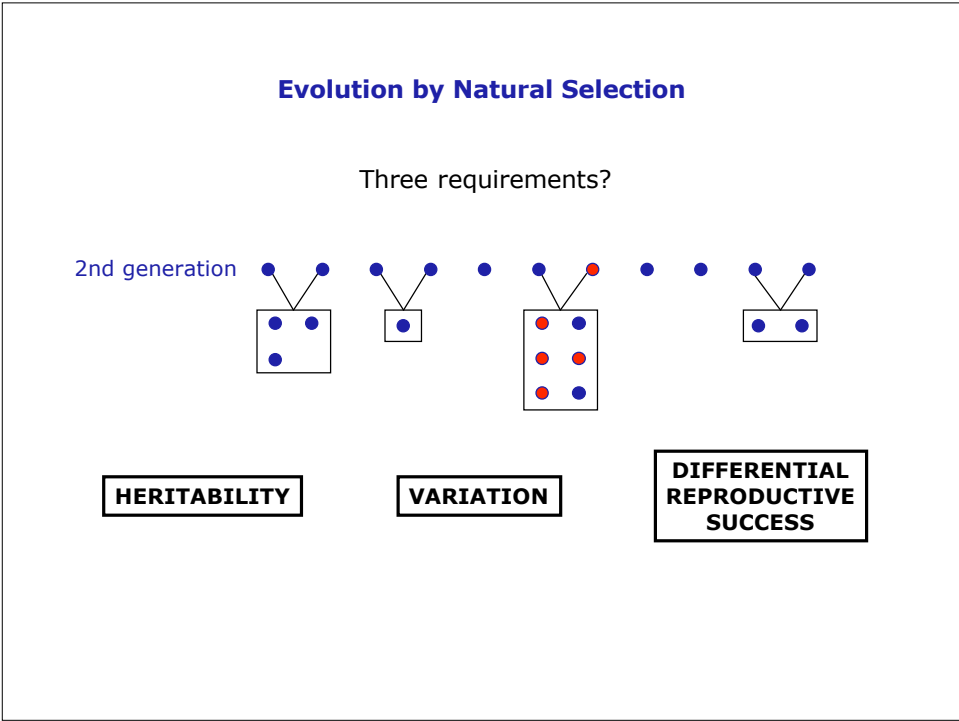 Evolution by Natural Selection
Three requirements?
2nd generation
HERITABILITY
VARIATION
DIFFERENTIAL
REPRODUCTIVE
SUCCESS